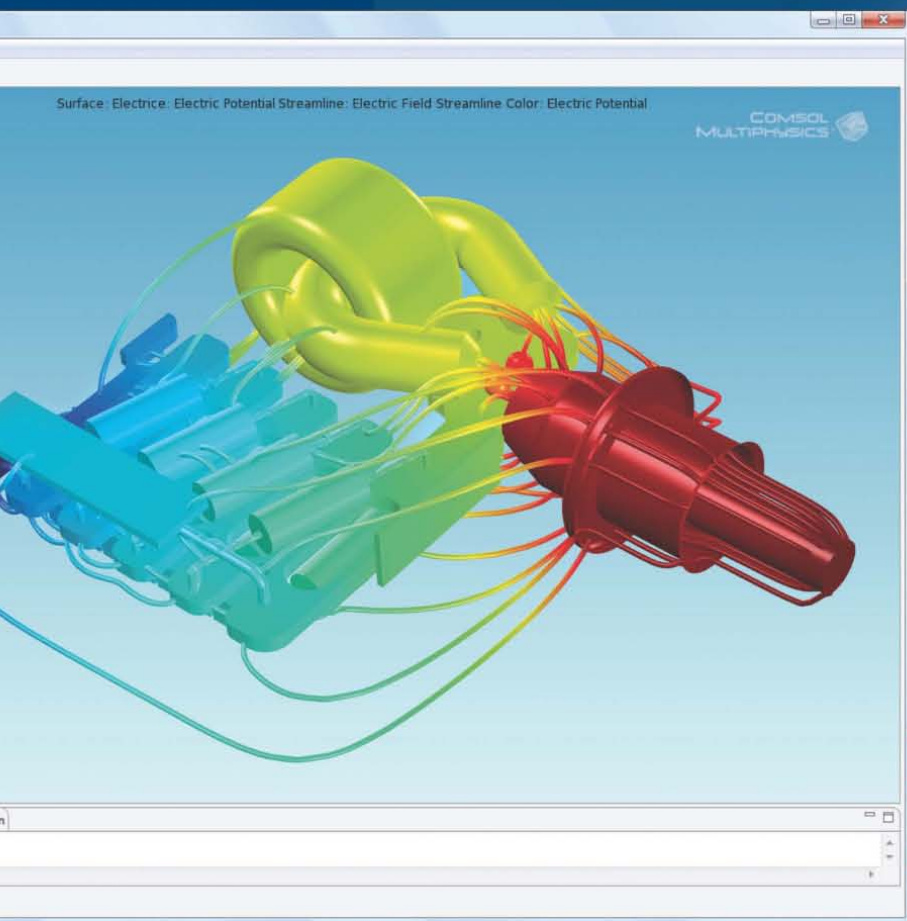 Surface: Electrice: Electric Potential Streamline: Electric Field Streamline Color: Electric Potential
COMSOL
MULTIPHYSICS
n